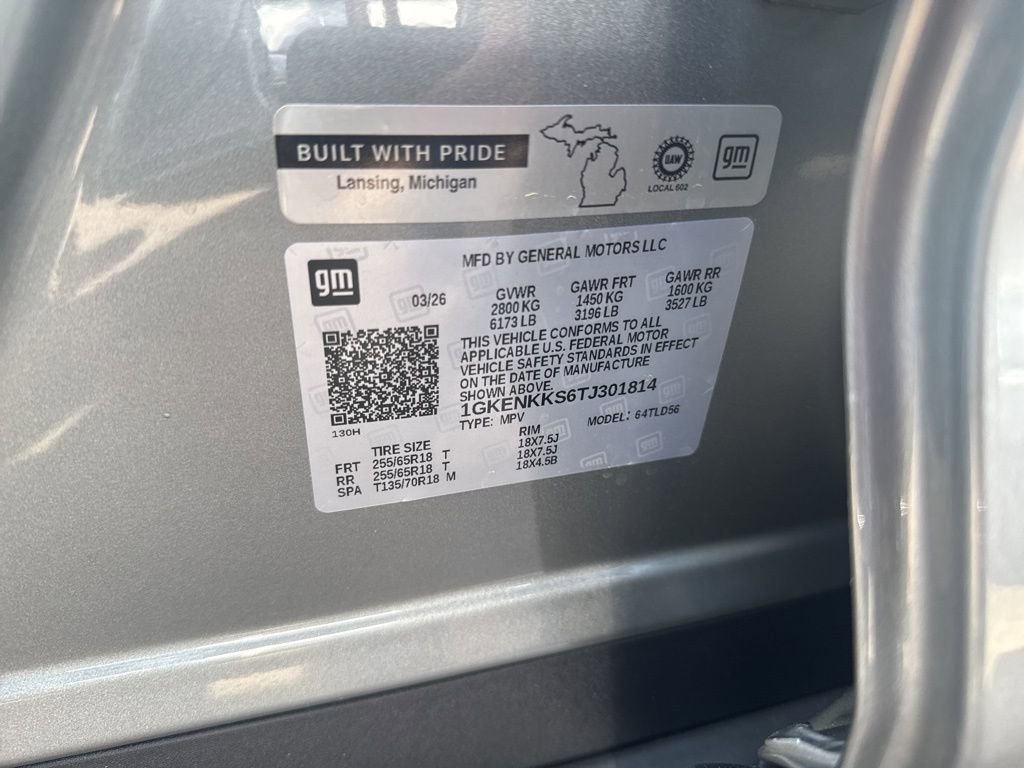 BUILT WITH PRIDE
Lansing, Michigan
UAW
LOCAL 602
gm
gm
MFD BY GENERAL MOTORS LLC
03/26
GVWR GAWR FRT GAWR RR
2800 KG 1450 KG 1600 KG
6173 LB 3196 LB 3527 LB
THIS VEHICLE CONFORMS TO ALL
APPLICABLE U.S. FEDERAL MOTOR
VEHICLE SAFETY STANDARDS IN EFFECT
ON THE DATE OF MANUFACTURE
SHOWN ABOVE.
1GKENKKS6TJ301814
TYPE: MPV MODEL: 64TLD56
130H
TIRE SIZE RIM
FRT 255/65R18 T 18X7.5J
RR 255/65R18 T 18X7.5J
SPA T135/70R18 M 18X4.5B